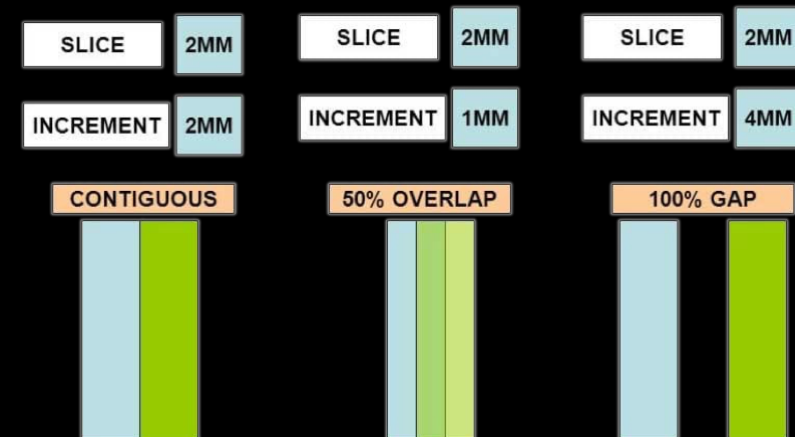 SLICE 2MM
INCREMENT 2MM
CONTIGUOUS
SLICE 2MM
INCREMENT 1MM
50% OVERLAP
SLICE 2MM
INCREMENT 4MM
100% GAP